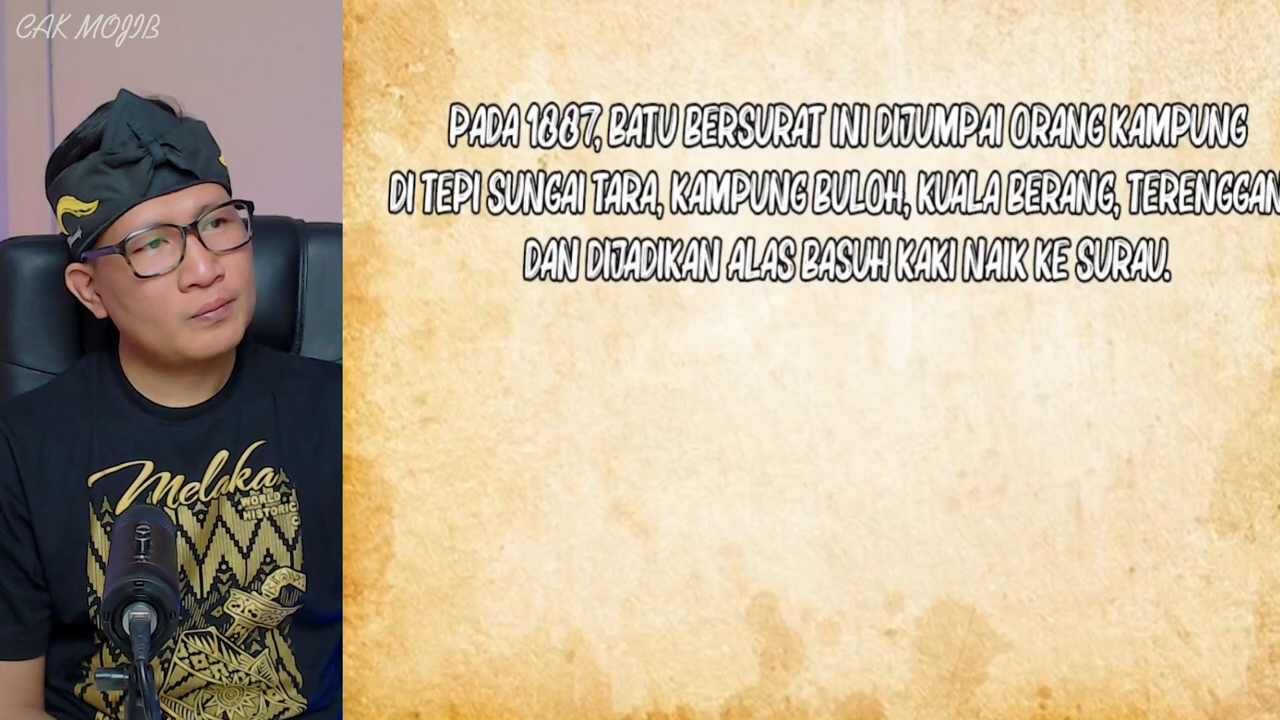 CAK MOJIB
PADA 1887, BATU BERSURAT INI DIJUMPAI ORANG KAMPUNG
DI TEPI SUNGAI TARA, KAMPUNG BULOH, KUALA BERANG, TERENGGAN
DAN DIJADIKAN ALAS BASUH KAKI NAIK KE SURAU.
Melaka
WORLD
HISTORIC
C